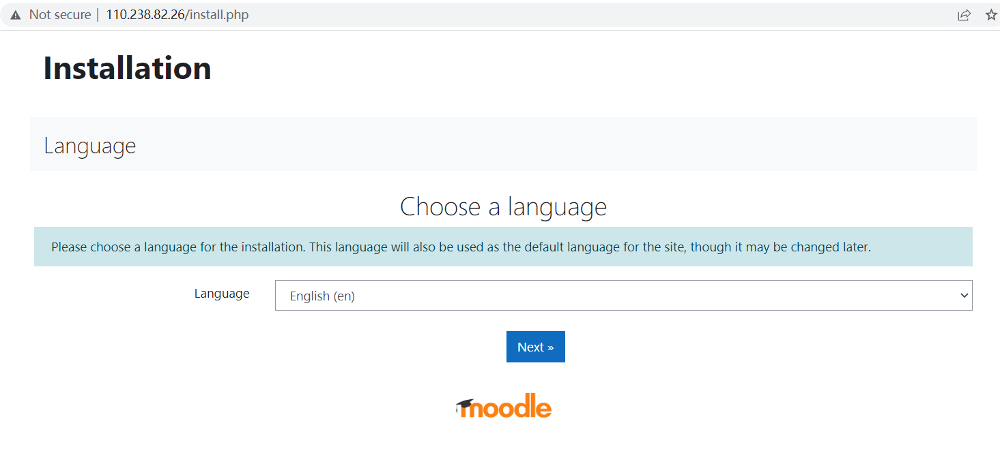 Not secure | 110.238.82.26/install.php
Installation
Language
Choose a language
Please choose a language for the installation. This language will also be used as the default language for the site, though it may be changed later.
Language English (en)
Next »
moodle